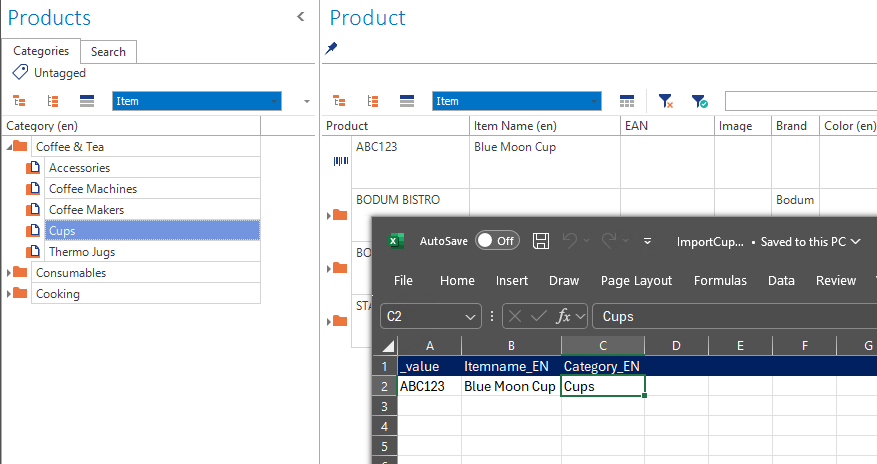 Products
Categories Search
Untagged
Item
Category (en)
Coffee & Tea
Accessories
Coffee Machines
Coffee Makers
Cups
Thermo Jugs
Consumables
Cooking
Product
Item
Product Item Name (en) EAN Image Brand Color (en)
ABC123 Blue Moon Cup
BODUM BISTRO Bodum
BO
STA
AutoSave Off ImportCup... • Saved to this PC
File Home Insert Draw Page Layout Formulas Data Review
C2 fx Cups
A B C D E F G
1 _value Itemname_EN Category_EN
2 ABC123 Blue Moon Cup Cups
3
4
5